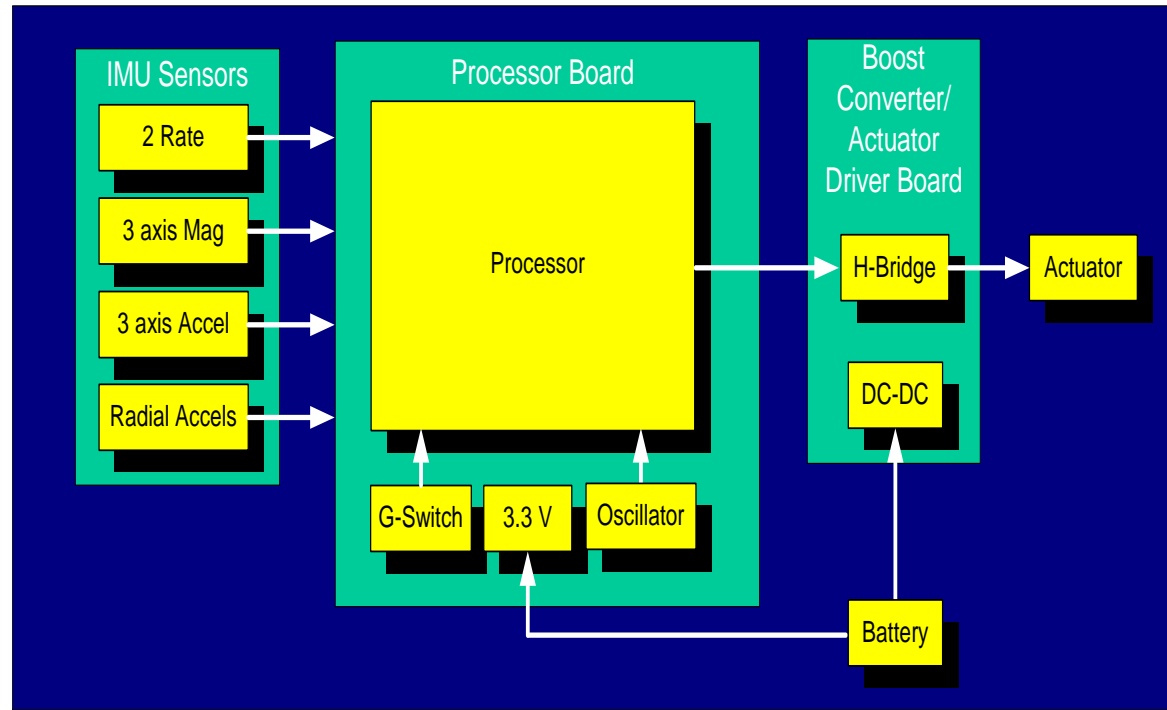 IMU Sensors
2 Rate
3 axis Mag
3 axis Accel
Radial Accels
Processor Board
Processor
G-Switch
3.3 V
Oscillator
Boost
Converter/
Actuator
Driver Board
H-Bridge
DC-DC
Actuator
Battery